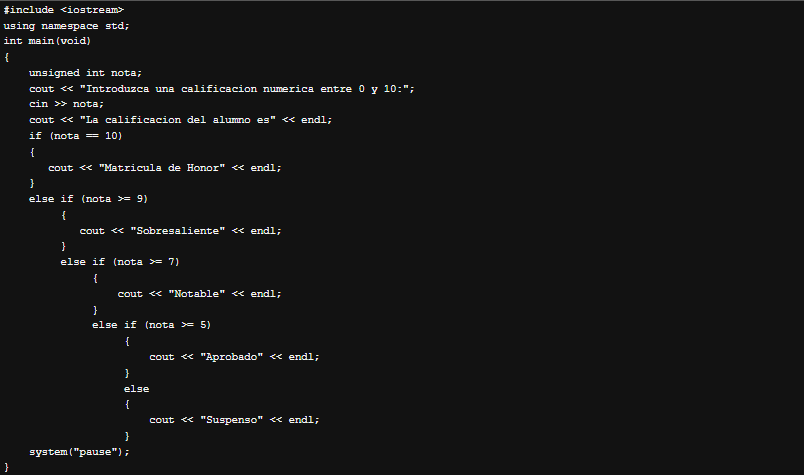 #include <iostream>
using namespace std;
int main(void)
{
    unsigned int nota;
    cout << "Introduzca una calificacion numerica entre 0 y 10:";
    cin >> nota;
    cout << "La calificacion del alumno es" << endl;
    if (nota == 10)
    {
       cout << "Matricula de Honor" << endl;
    }
    else if (nota >= 9)
         {
            cout << "Sobresaliente" << endl;
         }
         else if (nota >= 7)
              {
                  cout << "Notable" << endl;
              }
              else if (nota >= 5)
                   {
                       cout << "Aprobado" << endl;
                   }
                   else
                   {
                       cout << "Suspenso" << endl;
                   }
    system("pause");
}